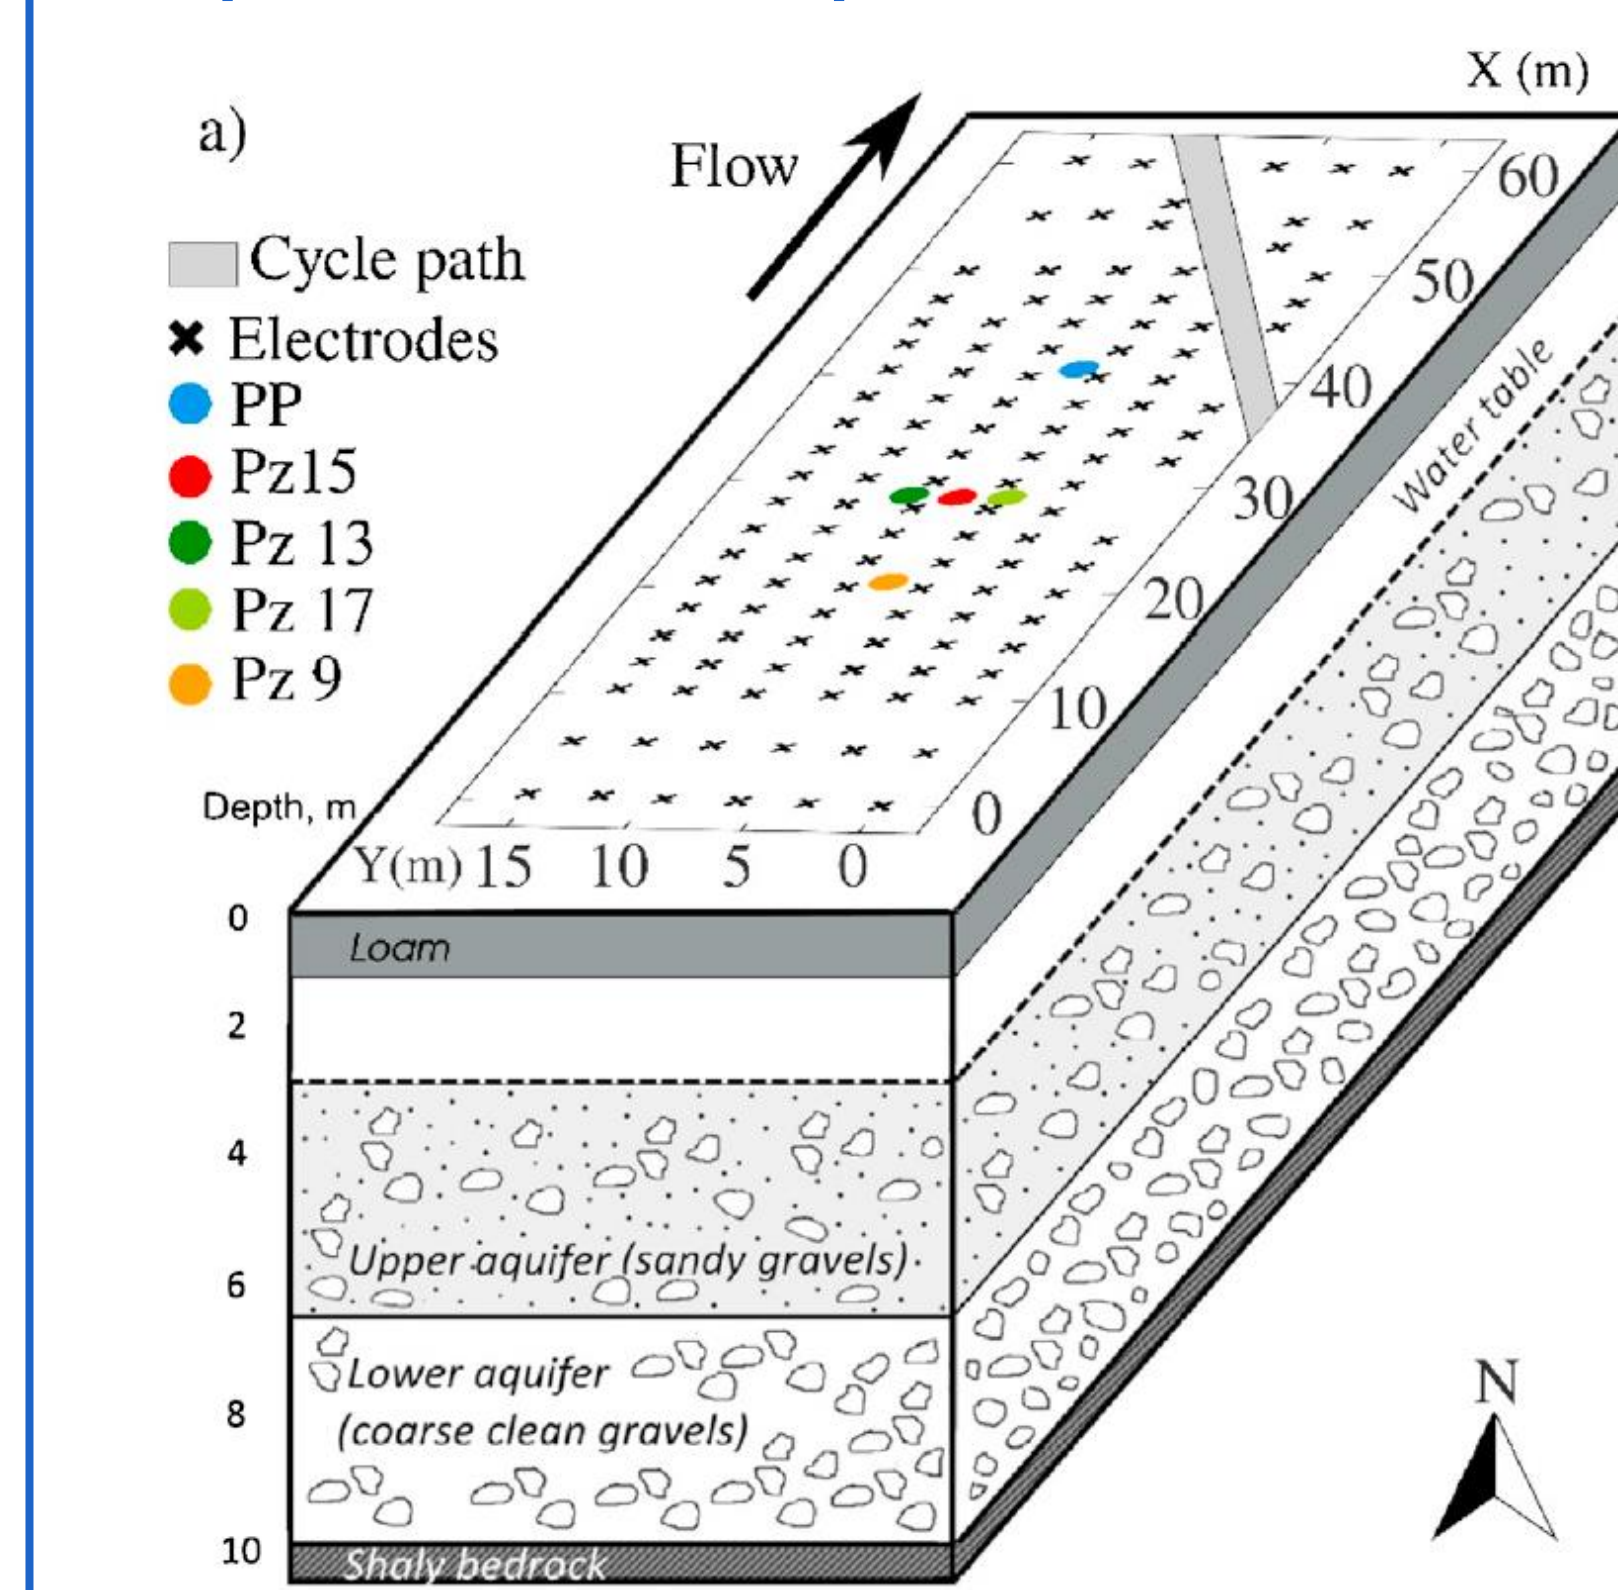 X (m)
a)
Flow
Cycle path
Electrodes
PP
Pz15
Pz 13
Pz 17
Pz 9
60
50
40
30
20
10
0
Water table
Depth, m
Y(m) 15 10 5 0
0
Loam
2
4
Upper aquifer (sandy gravels)
6
Lower aquifer
8
(coarse clean gravels)
10
Shaly bedrock
N